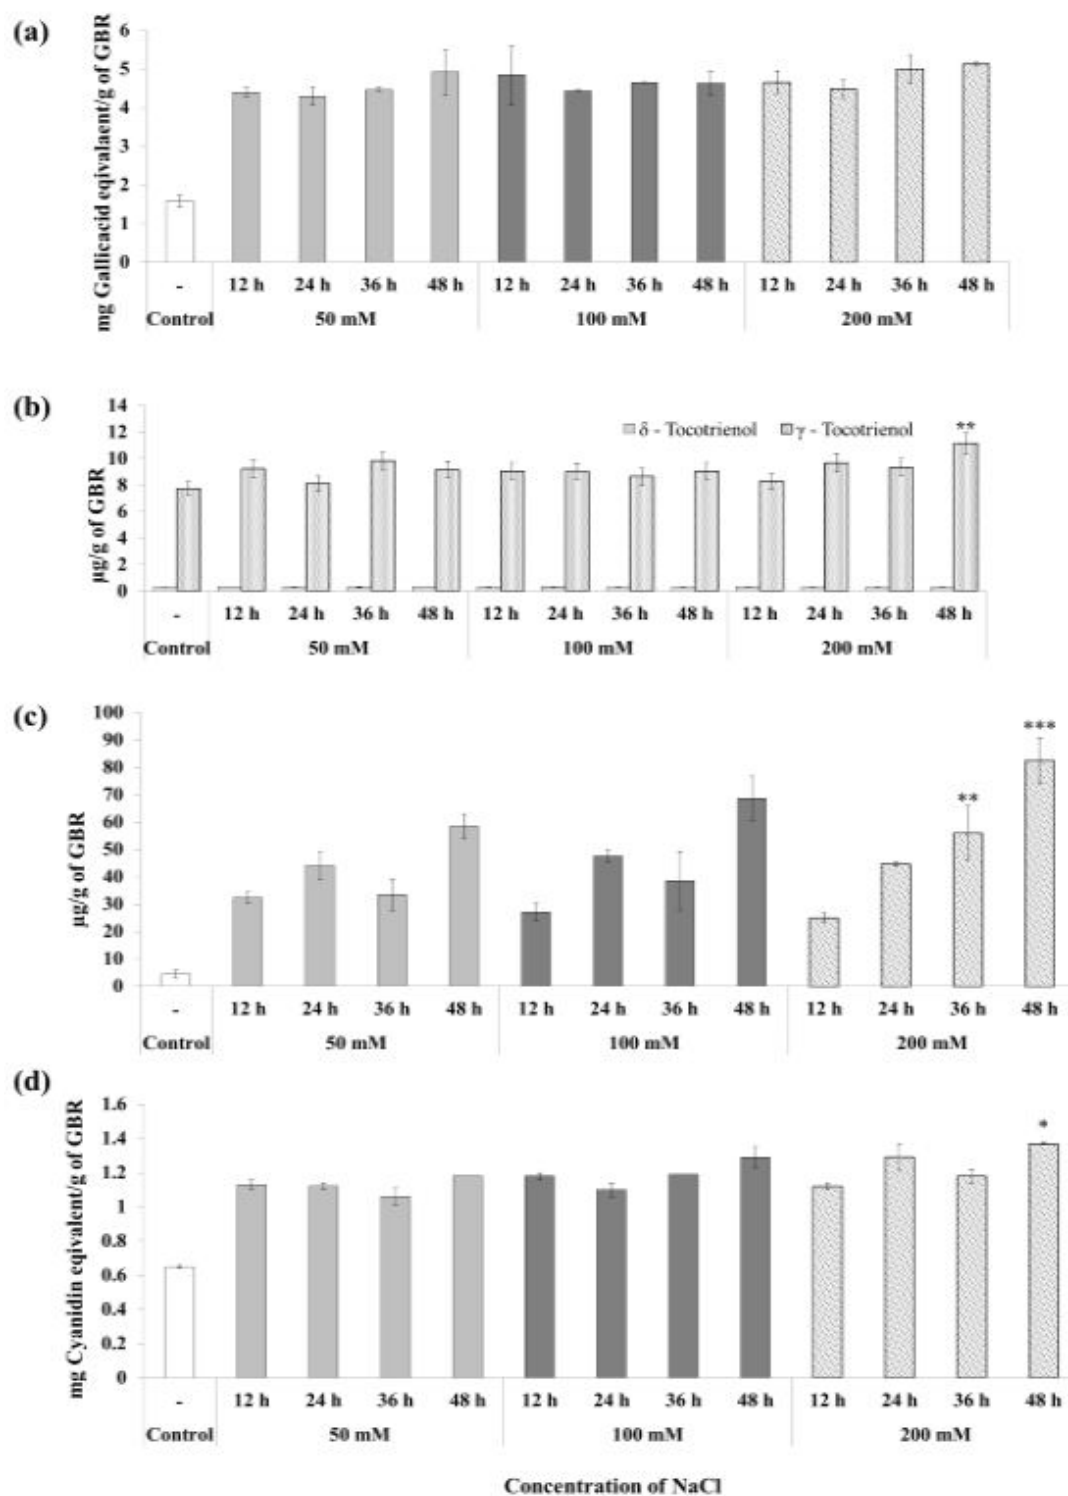 (a)
mg Gallicacid eqivalaent/g of GBR
6
5
4
3
2
1
0
- 12 h 24 h 36 h 48 h 12 h 24 h 36 h 48 h 12 h 24 h 36 h 48 h
Control 50 mM 100 mM 200 mM
(b)
µg/g of GBR
14
12
10
8
6
4
2
0
δ - Tocotrienol γ - Tocotrienol
**
- 12 h 24 h 36 h 48 h 12 h 24 h 36 h 48 h 12 h 24 h 36 h 48 h
Control 50 mM 100 mM 200 mM
(c)
µg/g of GBR
100
90
80
70
60
50
40
30
20
10
0
***
**
- 12 h 24 h 36 h 48 h 12 h 24 h 36 h 48 h 12 h 24 h 36 h 48 h
Control 50 mM 100 mM 200 mM
(d)
mg Cyanidin eqivalent/g of GBR
1.6
1.4
1.2
1
0.8
0.6
0.4
0.2
0
*
- 12 h 24 h 36 h 48 h 12 h 24 h 36 h 48 h 12 h 24 h 36 h 48 h
Control 50 mM 100 mM 200 mM
Concentration of NaCl